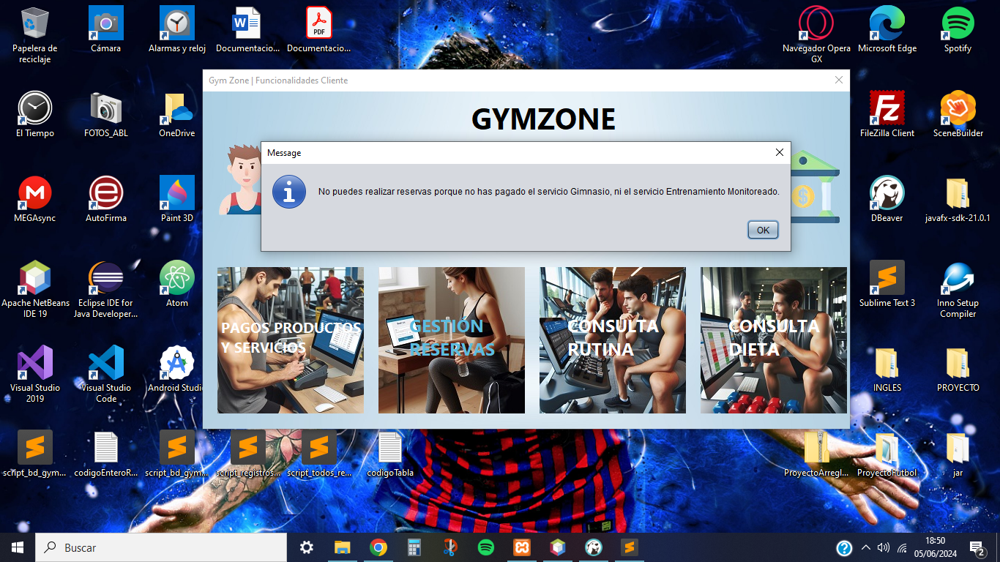 Papelera de
reciclaje
Cámara
Alarmas y reloj
Documentacio...
PDF
Documentacio...
Navegador Opera
GX
Microsoft Edge
Spotify
Gym Zone | Funcionalidades Cliente
GYMZONE
El Tiempo
FOTOS_ABL
OneDrive
FileZilla Client
SceneBuilder
Message
No puedes realizar reservas porque no has pagado el servicio Gimnasio, ni el servicio Entrenamiento Monitoreado.
OK
MEGAsync
AutoFirma
Paint 3D
DBeaver
javafx-sdk-21.0.1
PAGOS PRODUCTOS
Y SERVICIOS
GESTIÓN
RESERVAS
CONSULTA
RUTINA
CONSULTA
DIETA
Apache NetBeans
IDE 19
Eclipse IDE for
Java Developer...
Atom
Sublime Text 3
Inno Setup
Compiler
Visual Studio
2019
Visual Studio
Code
Android Studi
INGLES
PROYECTO
script_bd_gym...
codigoEnteroR...
script_bd_gym...
script_registros...
script_todos_re...
codigoTabla
ProyectoArregl...
ProyectoFutbol
jar
Buscar
18:50
05/06/2024
2